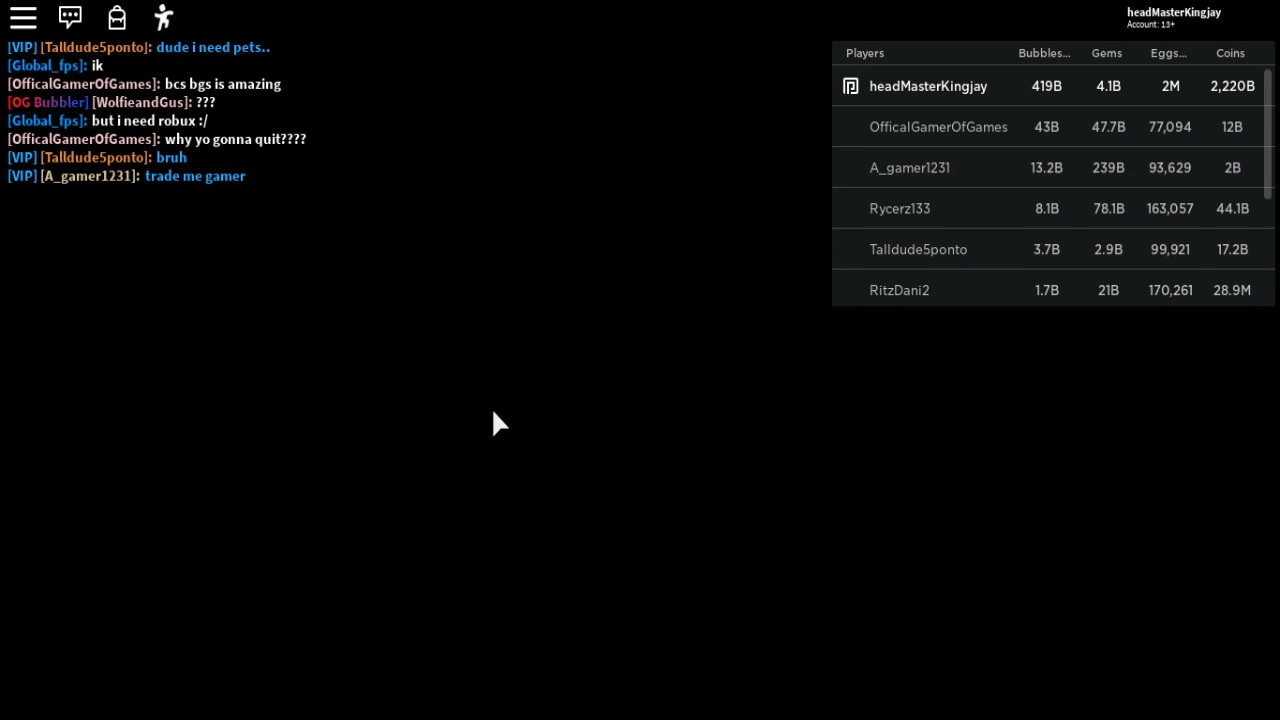 headMasterKingjay
Account: 13+
[VIP] [Talldude5ponto]: dude i need pets..
[Global_fps]: ik
[OfficalGamerOfGames]: bcs bgs is amazing
[OG Bubbler] [WolfieandGus]: ???
[Global_fps]: but i need robux :/
[OfficalGamerOfGames]: why yo gonna quit????
[VIP] [Talldude5ponto]: bruh
[VIP] [A_gamer1231]: trade me gamer
Players Bubbles... Gems Eggs... Coins
headMasterKingjay 419B 4.1B 2M 2,220B
OfficalGamerOfGames 43B 47.7B 77,094 12B
A_gamer1231 13.2B 239B 93,629 2B
Rycerz133 8.1B 78.1B 163,057 44.1B
Talldude5ponto 3.7B 2.9B 99,921 17.2B
RitzDani2 1.7B 21B 170,261 28.9M